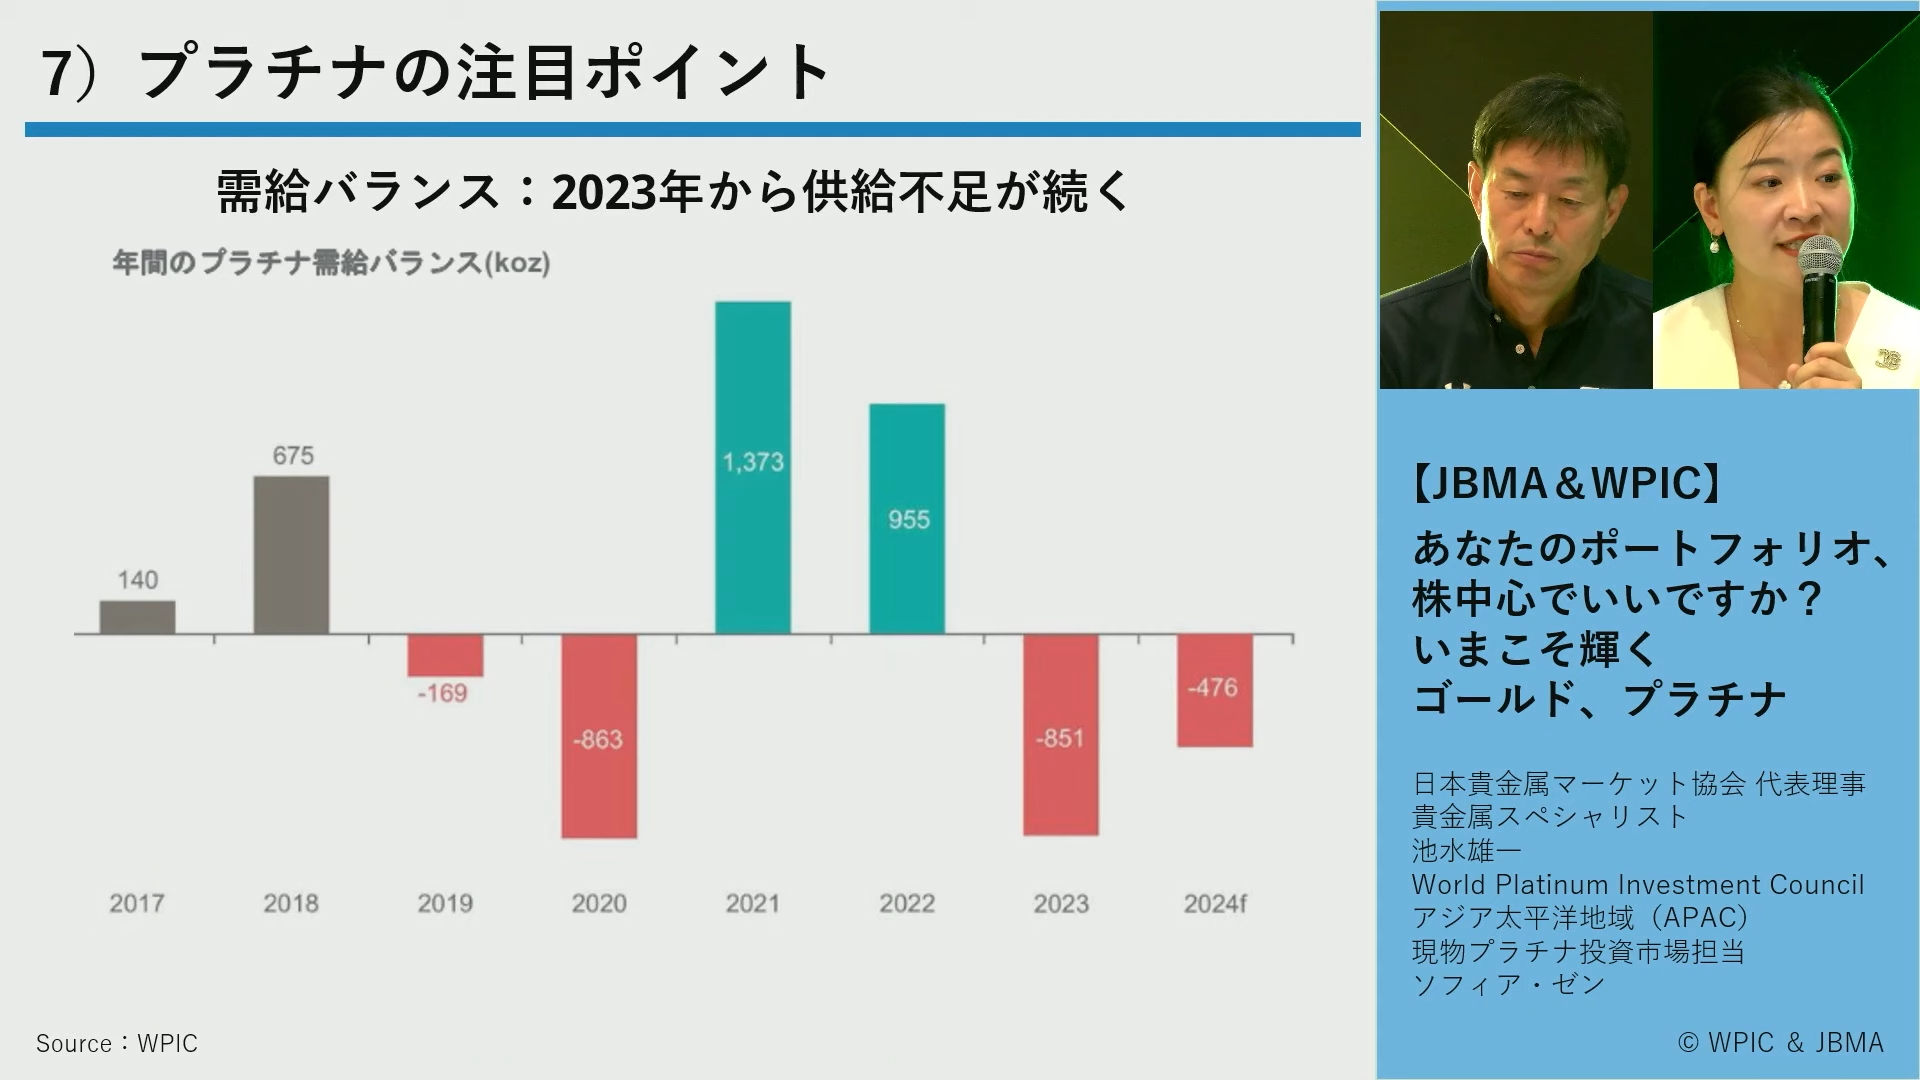 7）プラチナの注目ポイント
需給バランス：2023年から供給不足が続く
年間のプラチナ需給バランス(koz)
140
675
-169
-863
1,373
955
-851
-476
2017
2018
2019
2020
2021
2022
2023
2024f
Source：WPIC
【JBMA＆WPIC】
あなたのポートフォリオ、
株中心でいいですか？
いまこそ輝く
ゴールド、プラチナ
日本貴金属マーケット協会 代表理事
貴金属スペシャリスト
池水雄一
World Platinum Investment Council
アジア太平洋地域（APAC）
現物プラチナ投資市場担当
ソフィア・ゼン
© WPIC ＆ JBMA